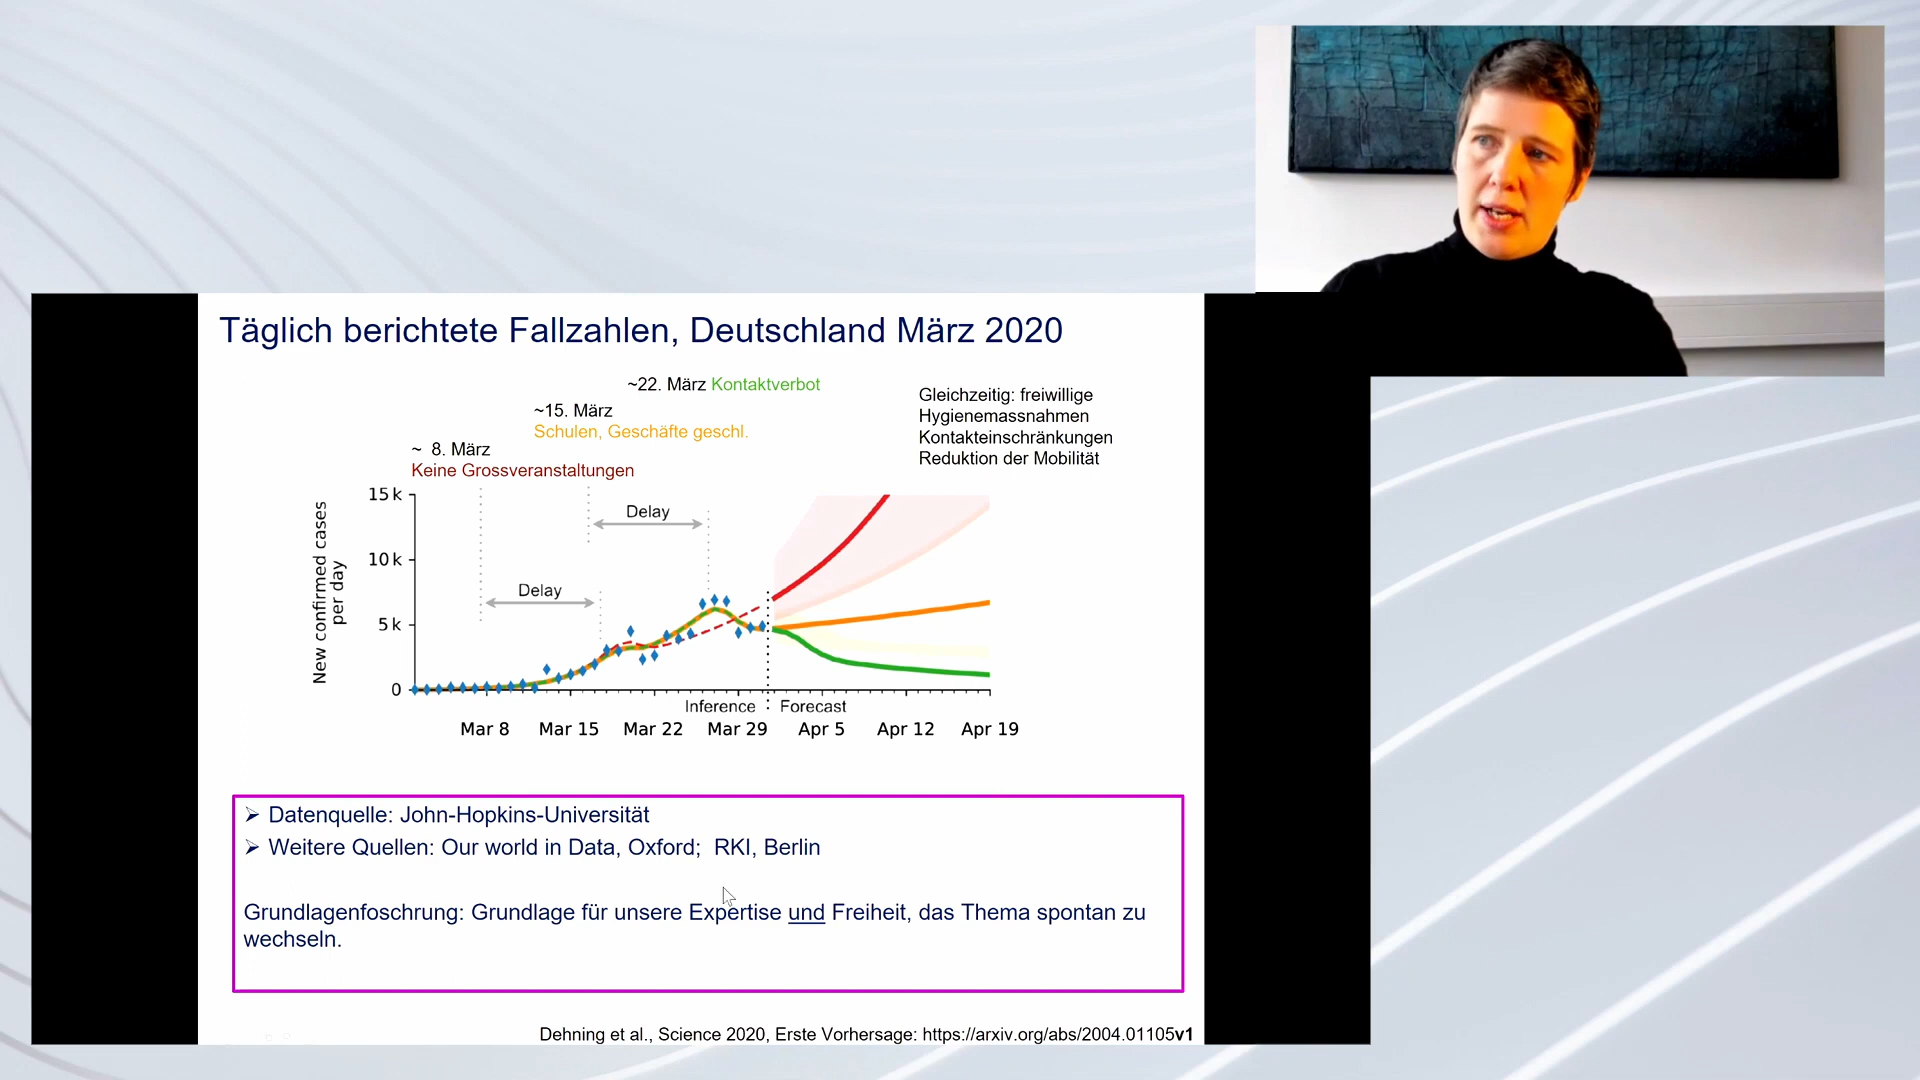 Täglich berichtete Fallzahlen, Deutschland März 2020
~22. März Kontaktverbot
~15. März
Schulen, Geschäfte geschl.
~ 8. März
Keine Grossveranstaltungen
Gleichzeitig: freiwillige
Hygienemassnahmen
Kontakteinschränkungen
Reduktion der Mobilität
New confirmed cases
per day
15 k
10 k
5 k
0
Delay
Delay
Inference
Forecast
Mar 8 Mar 15 Mar 22 Mar 29 Apr 5 Apr 12 Apr 19
➢ Datenquelle: John-Hopkins-Universität
➢ Weitere Quellen: Our world in Data, Oxford; RKI, Berlin
Grundlagenfoschrung: Grundlage für unsere Expertise und Freiheit, das Thema spontan zu
wechseln.
Dehning et al., Science 2020, Erste Vorhersage: https://arxiv.org/abs/2004.01105v1